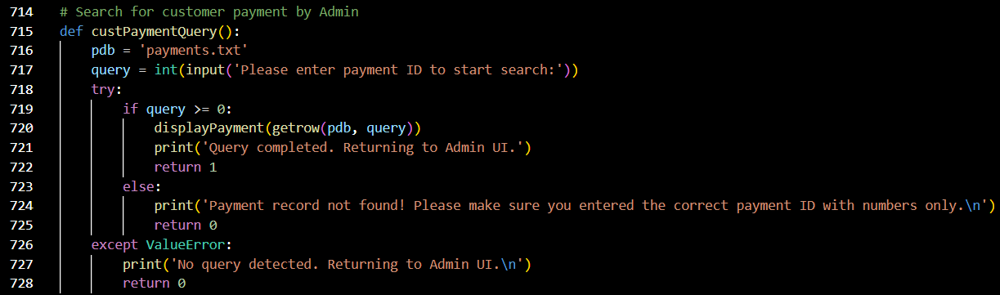 714 # Search for customer payment by Admin
715 def custPaymentQuery():
716     pdb = 'payments.txt'
717     query = int(input('Please enter payment ID to start search:'))
718     try:
719         if query >= 0:
720             displayPayment(getrow(pdb, query))
721             print('Query completed. Returning to Admin UI.')
722             return 1
723         else:
724             print('Payment record not found! Please make sure you entered the correct payment ID with numbers only.\n')
725             return 0
726     except ValueError:
727         print('No query detected. Returning to Admin UI.\n')
728         return 0